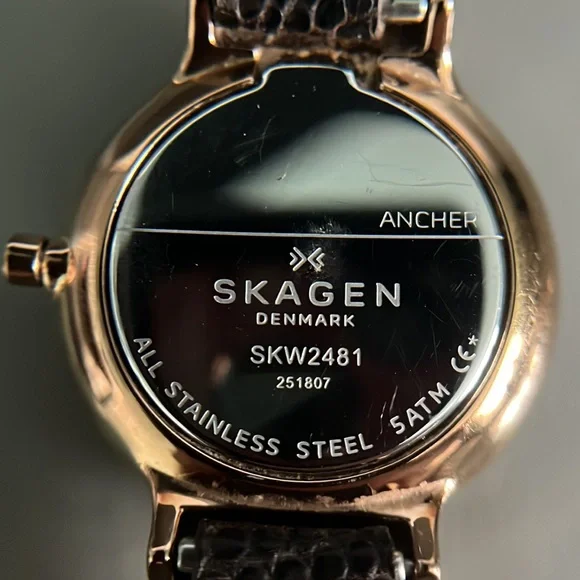 ANCHER
SKAGEN
DENMARK
SKW2481
251807
ALL STAINLESS STEEL 5ATM CE*